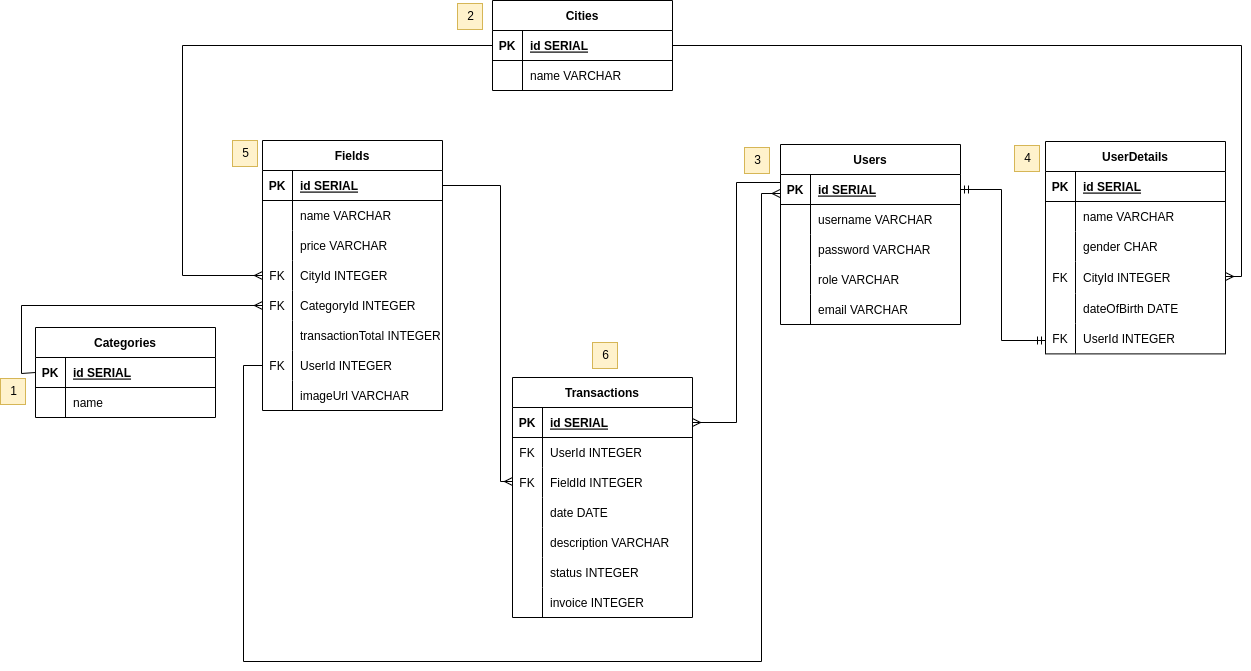 2
Cities
PK id SERIAL
name VARCHAR
5
Fields
PK id SERIAL
name VARCHAR
price VARCHAR
FK CityId INTEGER
FK CategoryId INTEGER
transactionTotal INTEGER
FK UserId INTEGER
imageUrl VARCHAR
3
Users
PK id SERIAL
username VARCHAR
password VARCHAR
role VARCHAR
email VARCHAR
4
UserDetails
PK id SERIAL
name VARCHAR
gender CHAR
FK CityId INTEGER
dateOfBirth DATE
FK UserId INTEGER
1
Categories
PK id SERIAL
name
6
Transactions
PK id SERIAL
FK UserId INTEGER
FK FieldId INTEGER
date DATE
description VARCHAR
status INTEGER
invoice INTEGER